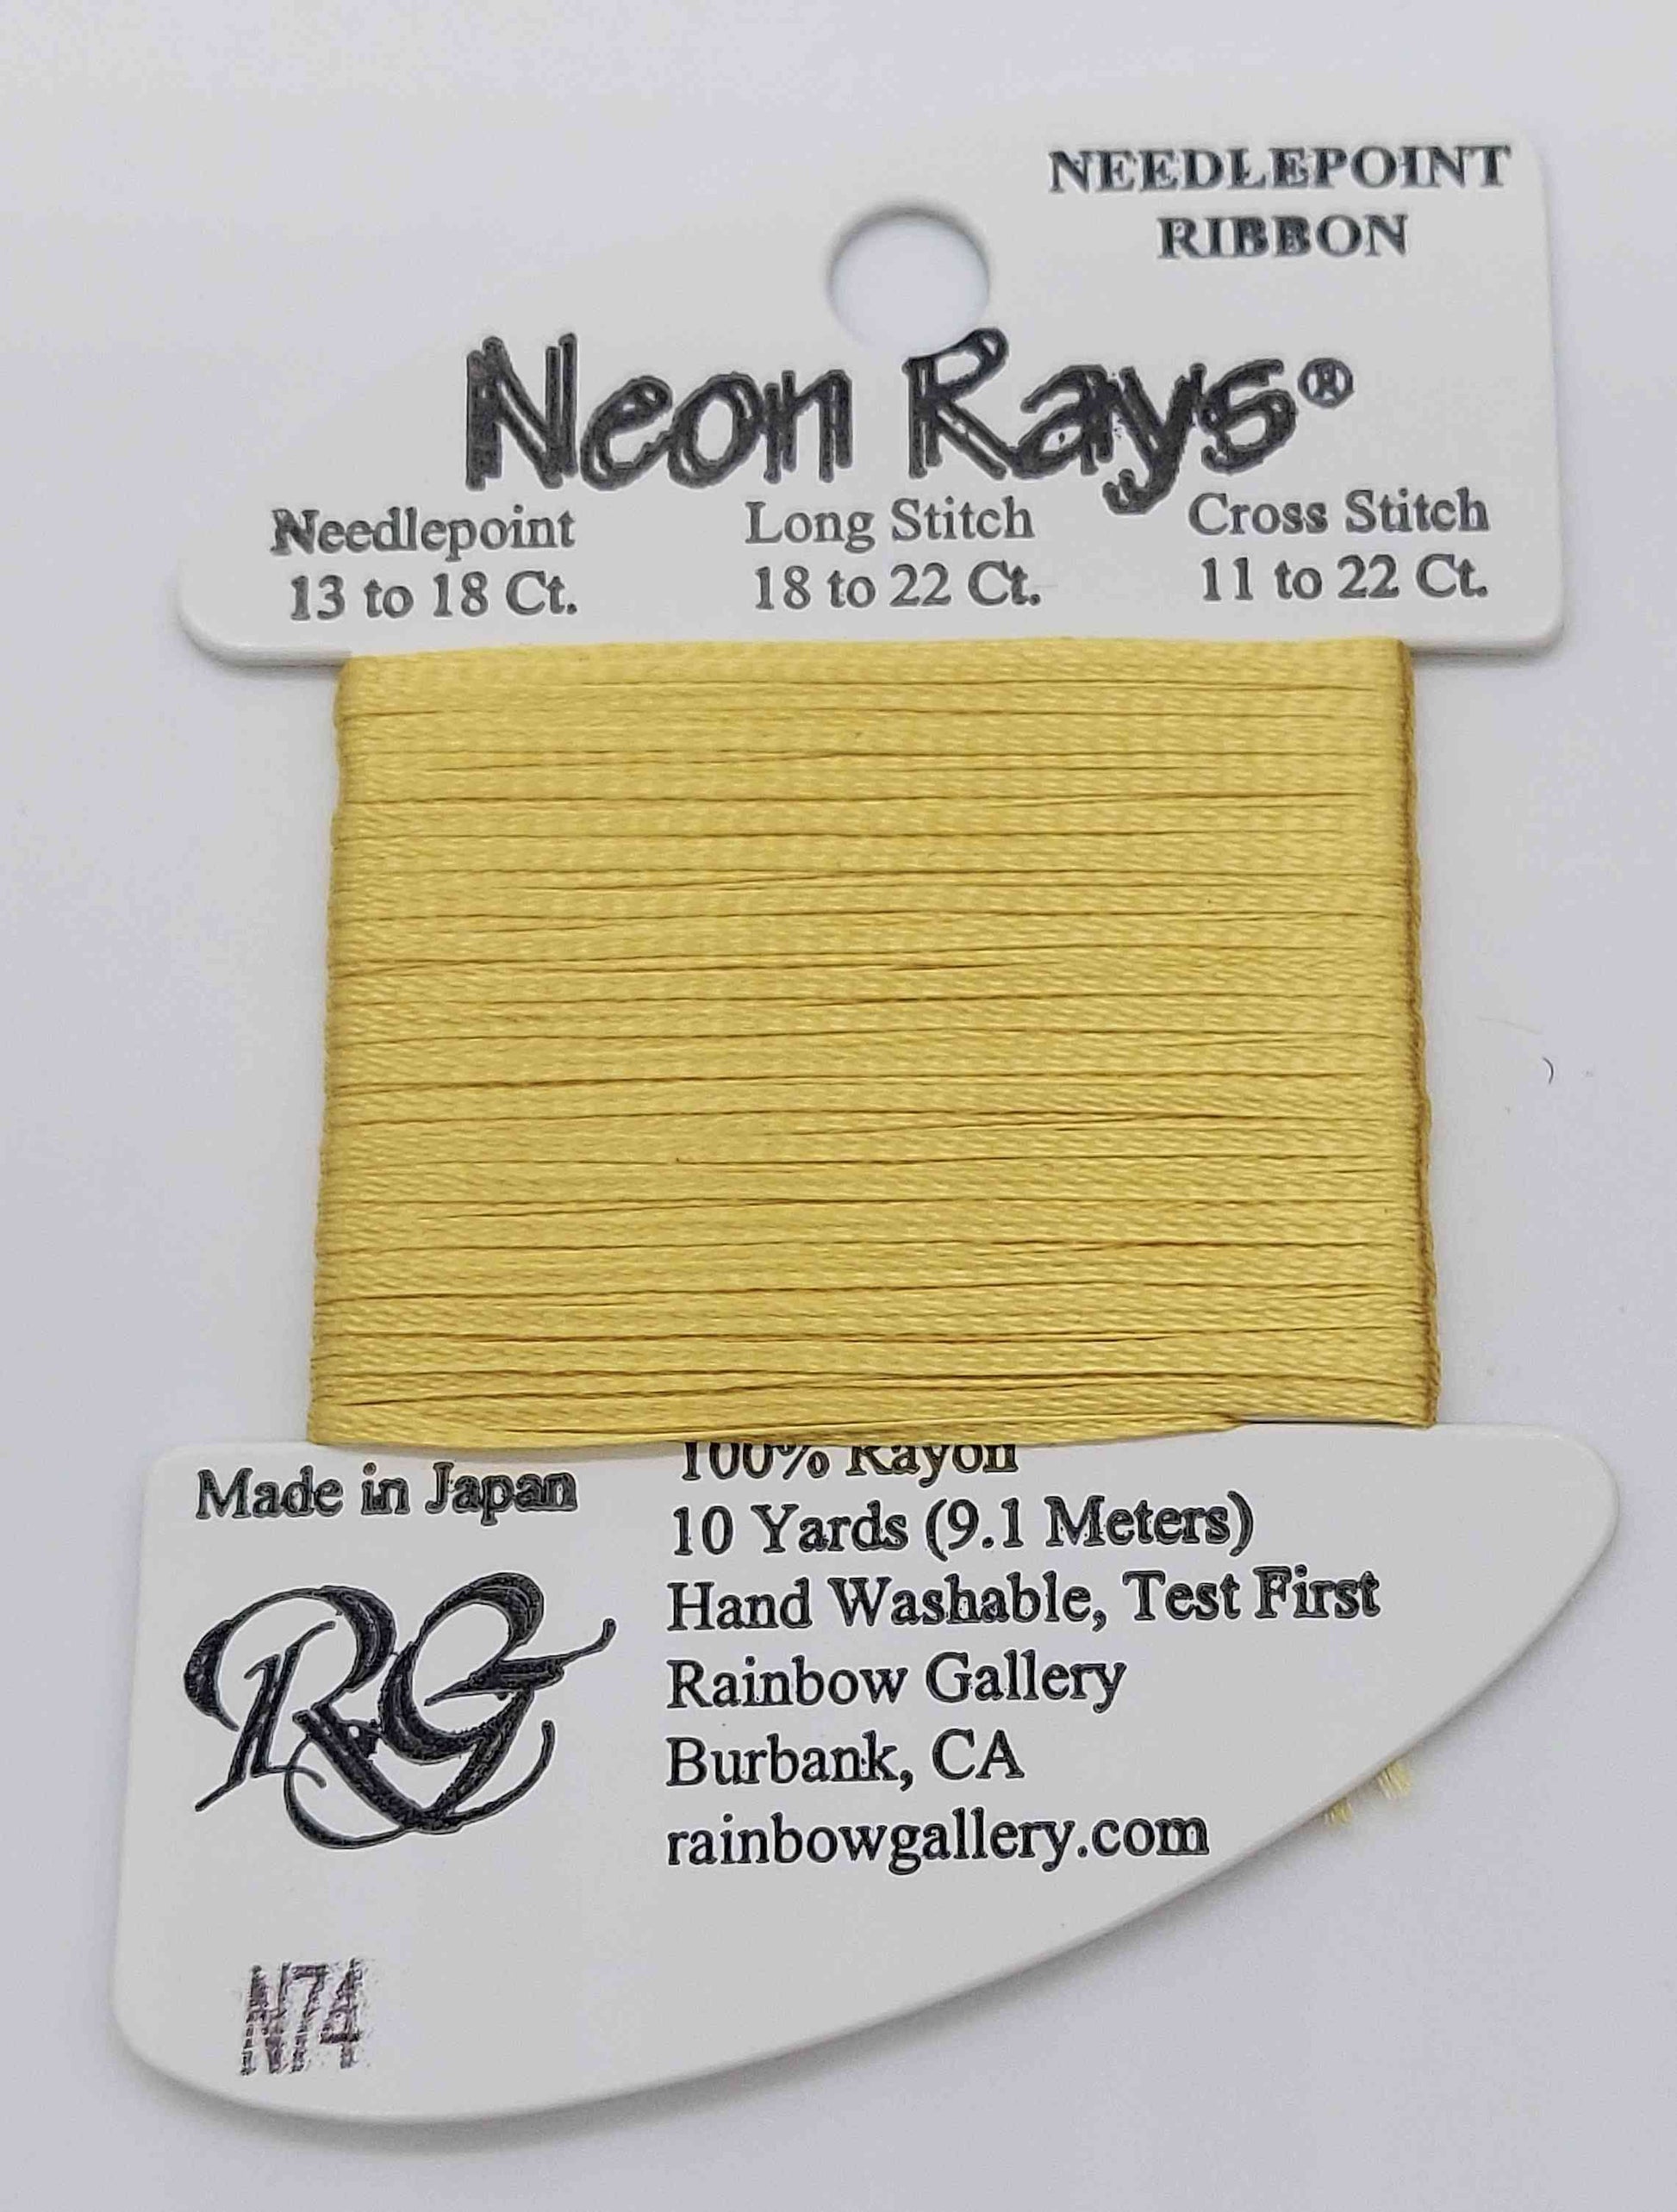 NEEDLEPOINT
RIBBON
Neon Rays®
Needlepoint Long Stitch Cross Stitch
13 to 18 Ct. 18 to 22 Ct. 11 to 22 Ct.
Made in Japan
100% Rayon
10 Yards (9.1 Meters)
Hand Washable, Test First
Rainbow Gallery
Burbank, CA
rainbowgallery.com
RG
N74